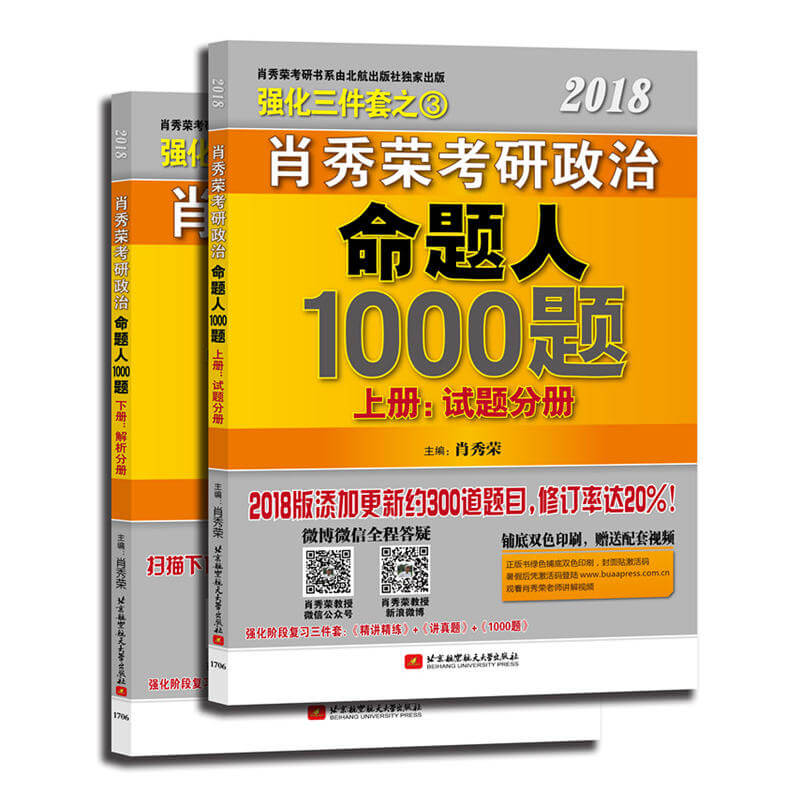 肖秀荣考研书系由北航出版社独家出版
强化三件套之③
2018
肖秀荣考研政治
命题人
1000题
上册：试题分册
主编：肖秀荣
2018版添加更新约300道题目，修订率达20%！
微博微信全程答疑
肖秀荣教授
微信公众号
肖秀荣教授
新浪微博
铺底双色印刷，赠送配套视频
正版书绿色铺底双色印刷，封面贴激活码
暑假后凭激活码登陆 www.buaapress.com.cn
观看肖秀荣老师讲解视频
强化阶段复习三件套：《精讲精练》+《讲真题》+《1000题》
北京航空航天大学出版社
BEIHANG UNIVERSITY PRESS
2018
肖秀荣考研政治 命题人1000题 上册：试题分册
主编：肖秀荣
1706
2018
肖秀荣考研政治 命题人1000题 下册：解析分册
主编：肖秀荣
北京航空航天大学出版社
1706
肖秀荣考研
强化
肖
扫描下
强化阶段复习
北京航空航天大学出版社
BEIHANG UNIVERSITY PRESS